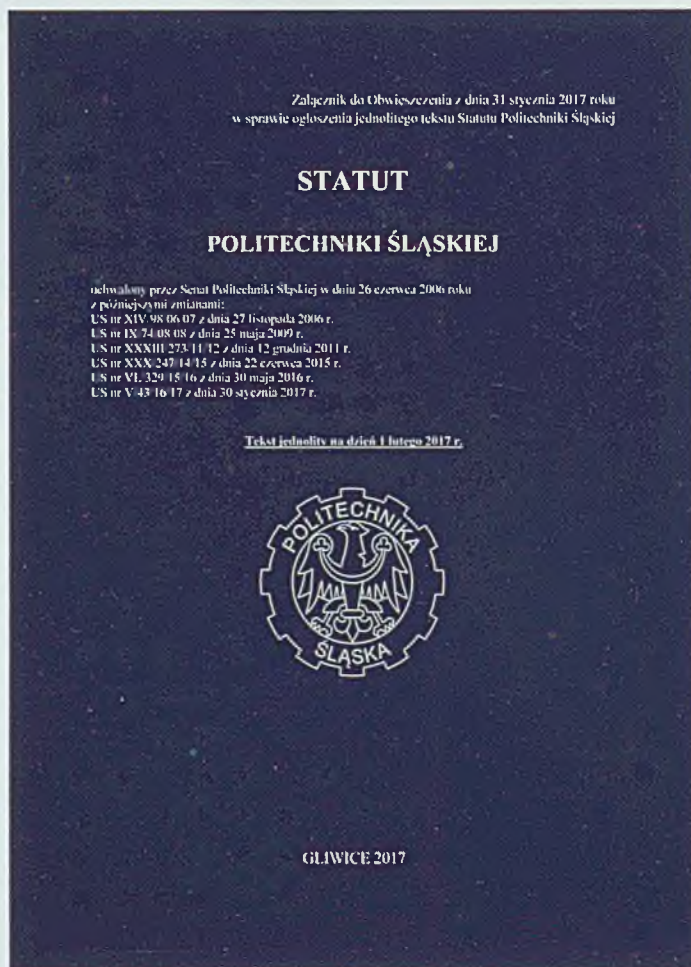 Załącznik do Obwieszczenia z dnia 31 stycznia 2017 roku
w sprawie ogłoszenia jednolitego tekstu Statutu Politechniki Śląskiej
STATUT
POLITECHNIKI ŚLĄSKIEJ
uchwalony przez Senat Politechniki Śląskiej w dniu 26 czerwca 2006 roku
z późniejszymi zmianami:
US nr XIV/98/06/07 z dnia 27 listopada 2006 r.
US nr IX/74/08/08 z dnia 25 maja 2009 r.
US nr XXXIII/273/11/12 z dnia 12 grudnia 2011 r.
US nr XXX/247/14/15 z dnia 22 czerwca 2015 r.
US nr VL/329/15/16 z dnia 30 maja 2016 r.
US nr V/43/16/17 z dnia 30 stycznia 2017 r.
Tekst jednolity na dzień 1 lutego 2017 r.
POLITECHNIKA
ŚLĄSKA
GLIWICE 2017